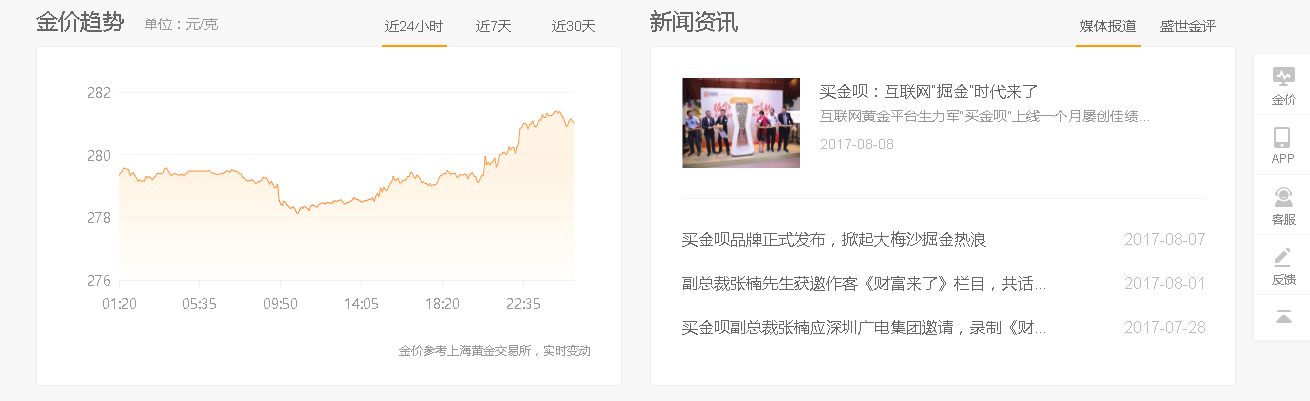 金价趋势 单位：元/克 近24小时 近7天 近30天
282
280
278
276
01:20 05:35 09:50 14:05 18:20 22:35
金价参考上海黄金交易所，实时变动
新闻资讯 媒体报道 盛世金评
买金呗：互联网"掘金"时代来了
互联网黄金平台生力军"买金呗"上线一个月屡创佳绩...
2017-08-08
买金呗品牌正式发布，掀起大梅沙掘金热浪 2017-08-07
副总裁张楠先生获邀作客《财富来了》栏目，共话... 2017-08-01
买金呗副总裁张楠应深圳广电集团邀请，录制《财... 2017-07-28
金价
APP
客服
反馈